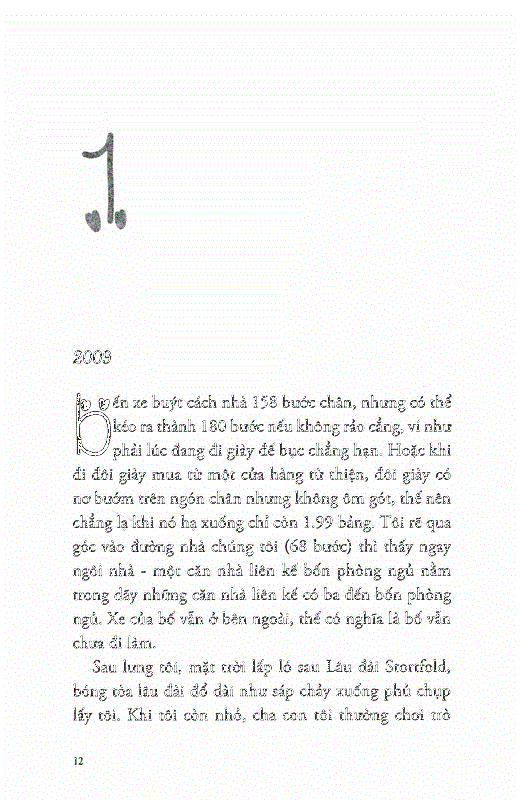 1
2009
Bến xe buýt cách nhà 158 bước chân, nhưng có thể
kéo ra thành 180 bước nếu không rảo cẳng, ví như
phải lúc đang đi giày đế bục chẳng hạn. Hoặc khi
đi đôi giày mua từ một cửa hàng từ thiện, đôi giày có
nơ bướm trên ngón chân nhưng không ôm gót, thế nên
chẳng lạ khi nó hạ xuống chỉ còn 1.99 bảng. Tôi rẽ qua
góc vào đường nhà chúng tôi (68 bước) thì thấy ngay
ngôi nhà - một căn nhà liên kế bốn phòng ngủ nằm
trong dãy những căn nhà liên kế có ba đến bốn phòng
ngủ. Xe của bố vẫn ở bên ngoài, thế có nghĩa là bố vẫn
chưa đi làm.
Sau lưng tôi, mặt trời lấp ló sau Lâu đài Stortfold,
bóng tòa lâu đài đổ dài như sáp chảy xuống phủ chụp
lấy tôi. Khi tôi còn nhỏ, cha con tôi thường chơi trò
12